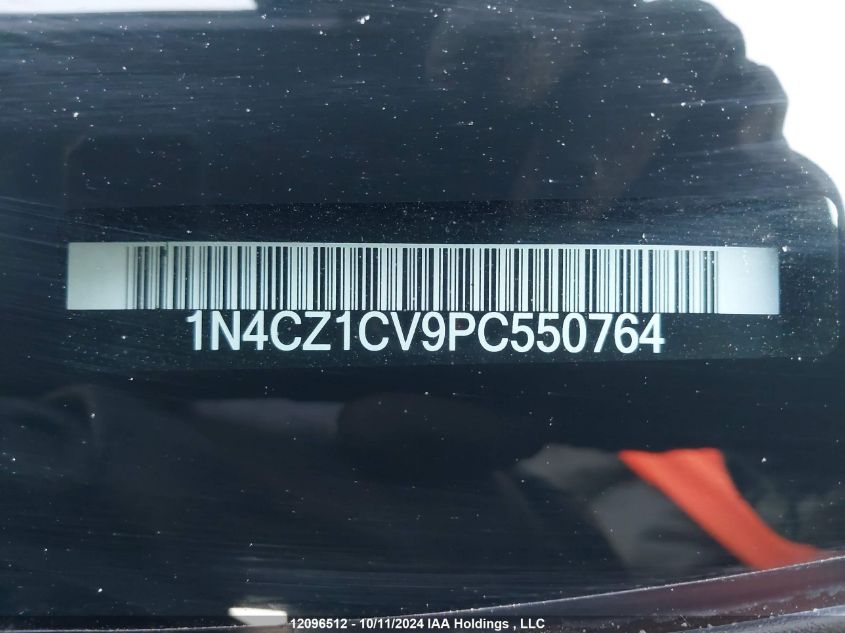 1N4CZ1CV9PC550764
12096512 - 10/11/2024 IAA Holdings , LLC